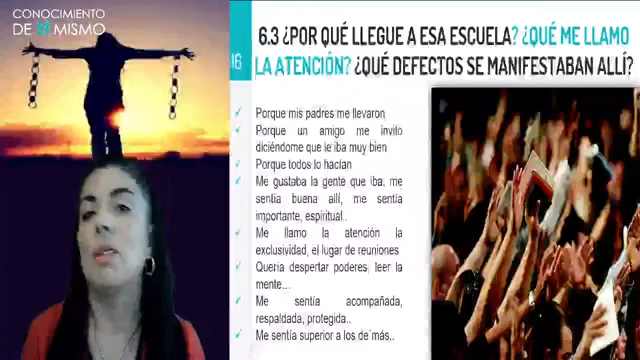 CONOCIMIENTO
DE SI MISMO
16
6.3 ¿POR QUÉ LLEGUE A ESA ESCUELA? ¿QUÉ ME LLAMO
LA ATENCIÓN? ¿QUÉ DEFECTOS SE MANIFESTABAN ALLÍ?
Porque mis padres me llevaron
Porque un amigo me invito
diciéndome que le iba muy bien
Porque todos lo hacían
Me gustaba la gente que iba, me
sentía buena allí, me sentía
importante, espiritual..
Me llamo la atención la
exclusividad, el lugar de reuniones
Quería despertar poderes, leer la
mente…
Me sentía acompañada,
respaldada, protegida..
Me sentía superior a los de´más..